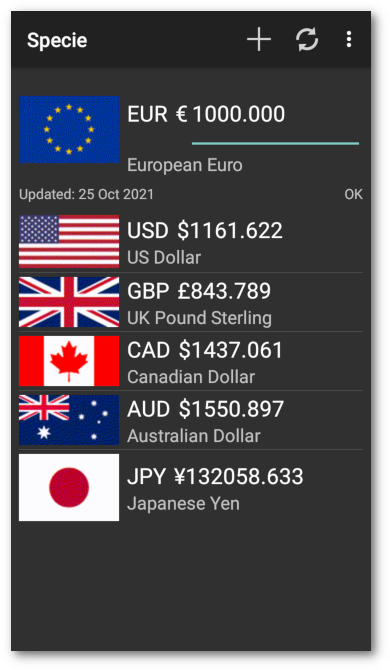 Specie
EUR € 1000.000
European Euro
Updated: 25 Oct 2021 OK
USD $1161.622
US Dollar
GBP £843.789
UK Pound Sterling
CAD $1437.061
Canadian Dollar
AUD $1550.897
Australian Dollar
JPY ¥132058.633
Japanese Yen